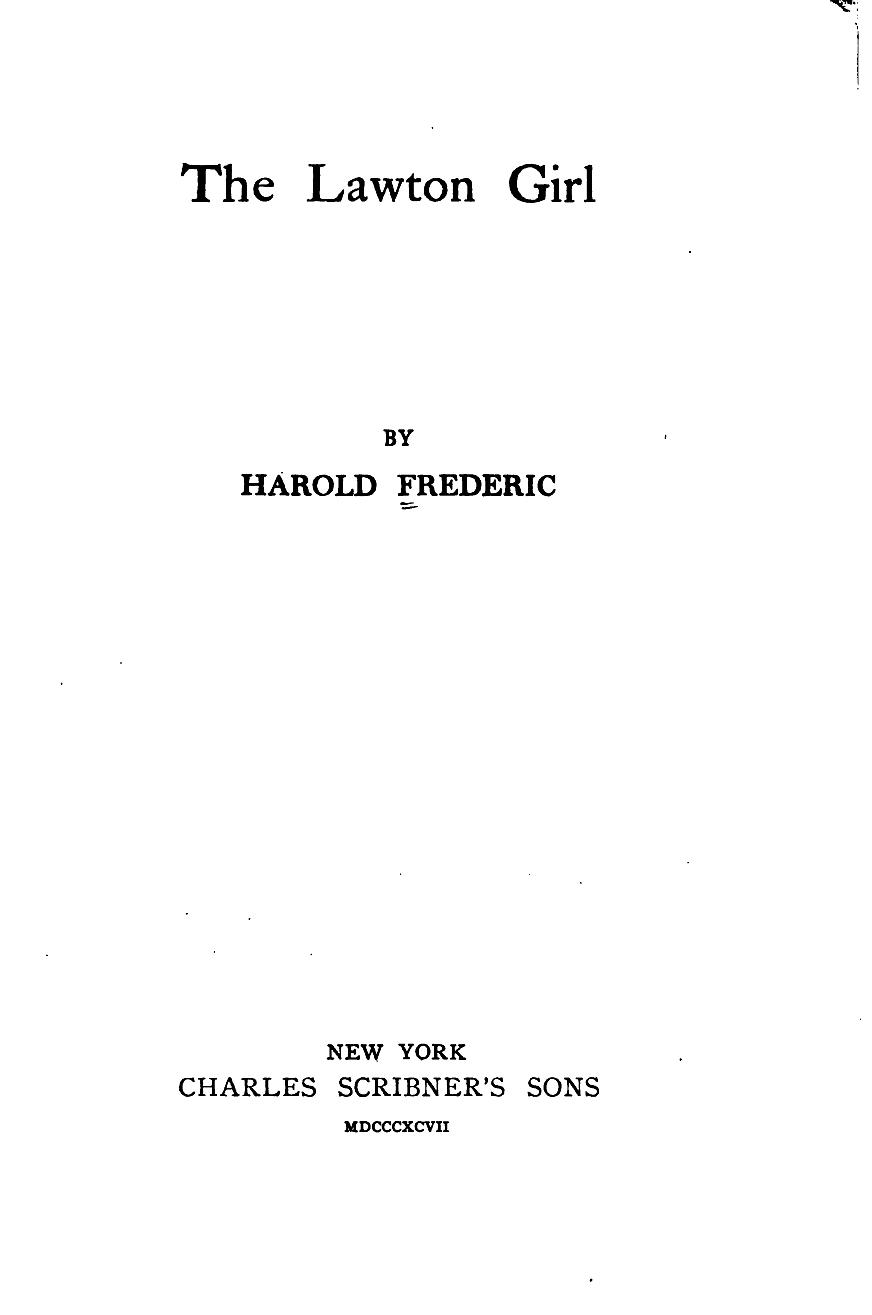 The Lawton Girl
BY
HAROLD FREDERIC
NEW YORK
CHARLES SCRIBNER'S SONS
MDCCCXCVII